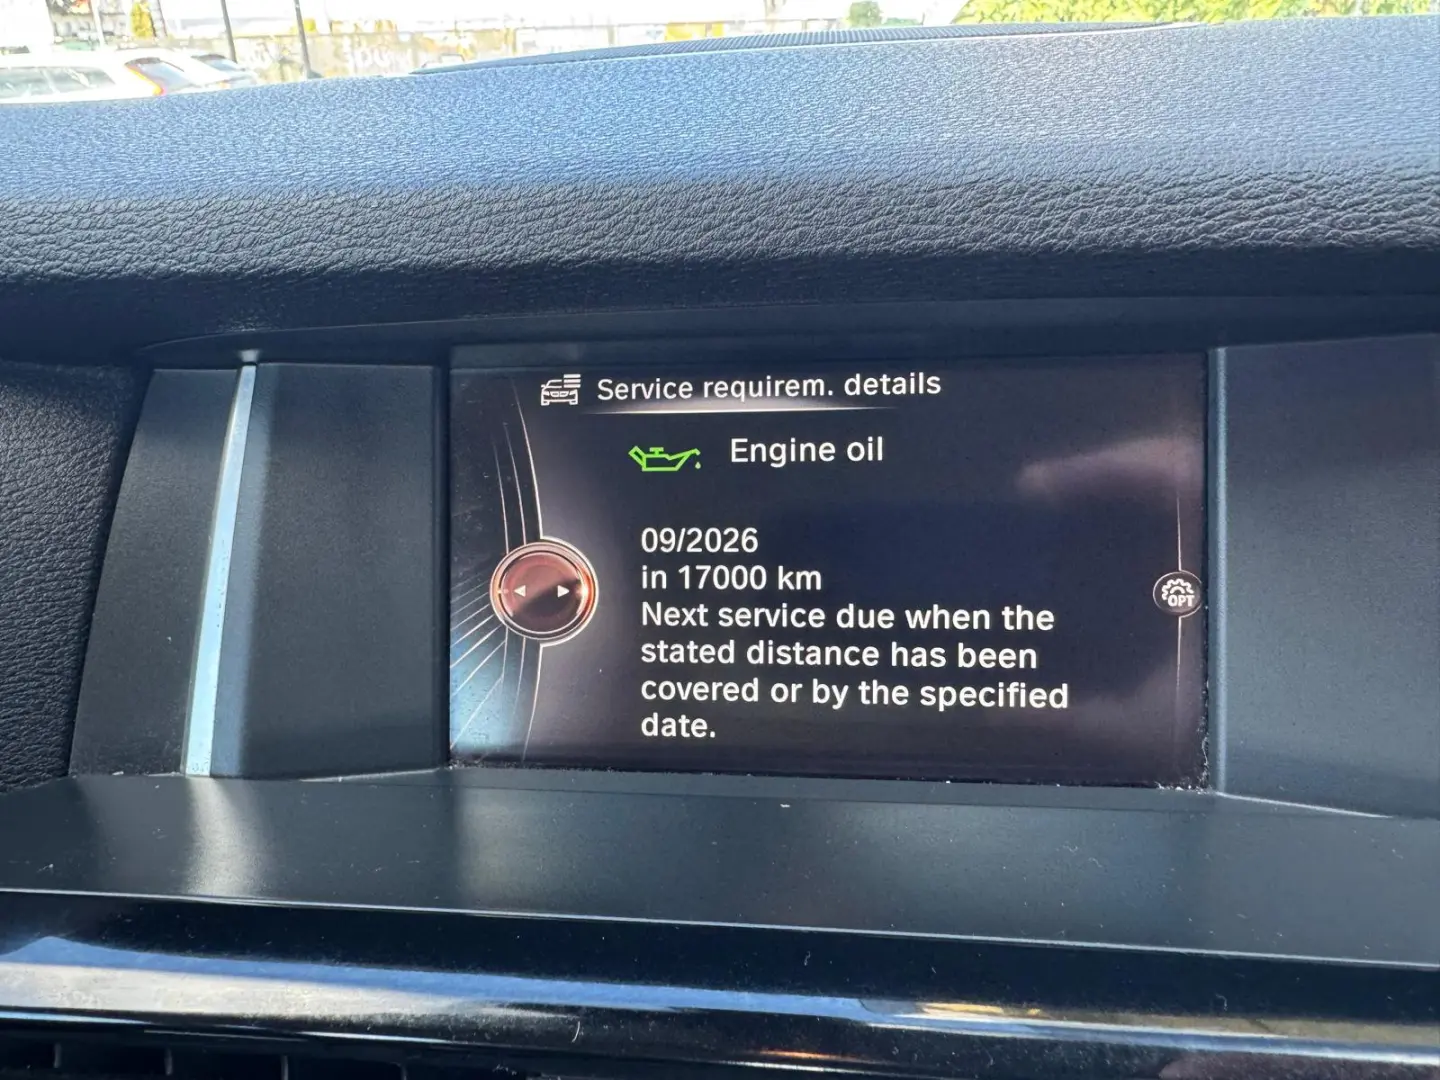 Service requirem. details
Engine oil
09/2026
in 17000 km
Next service due when the
stated distance has been
covered or by the specified
date.
OPT